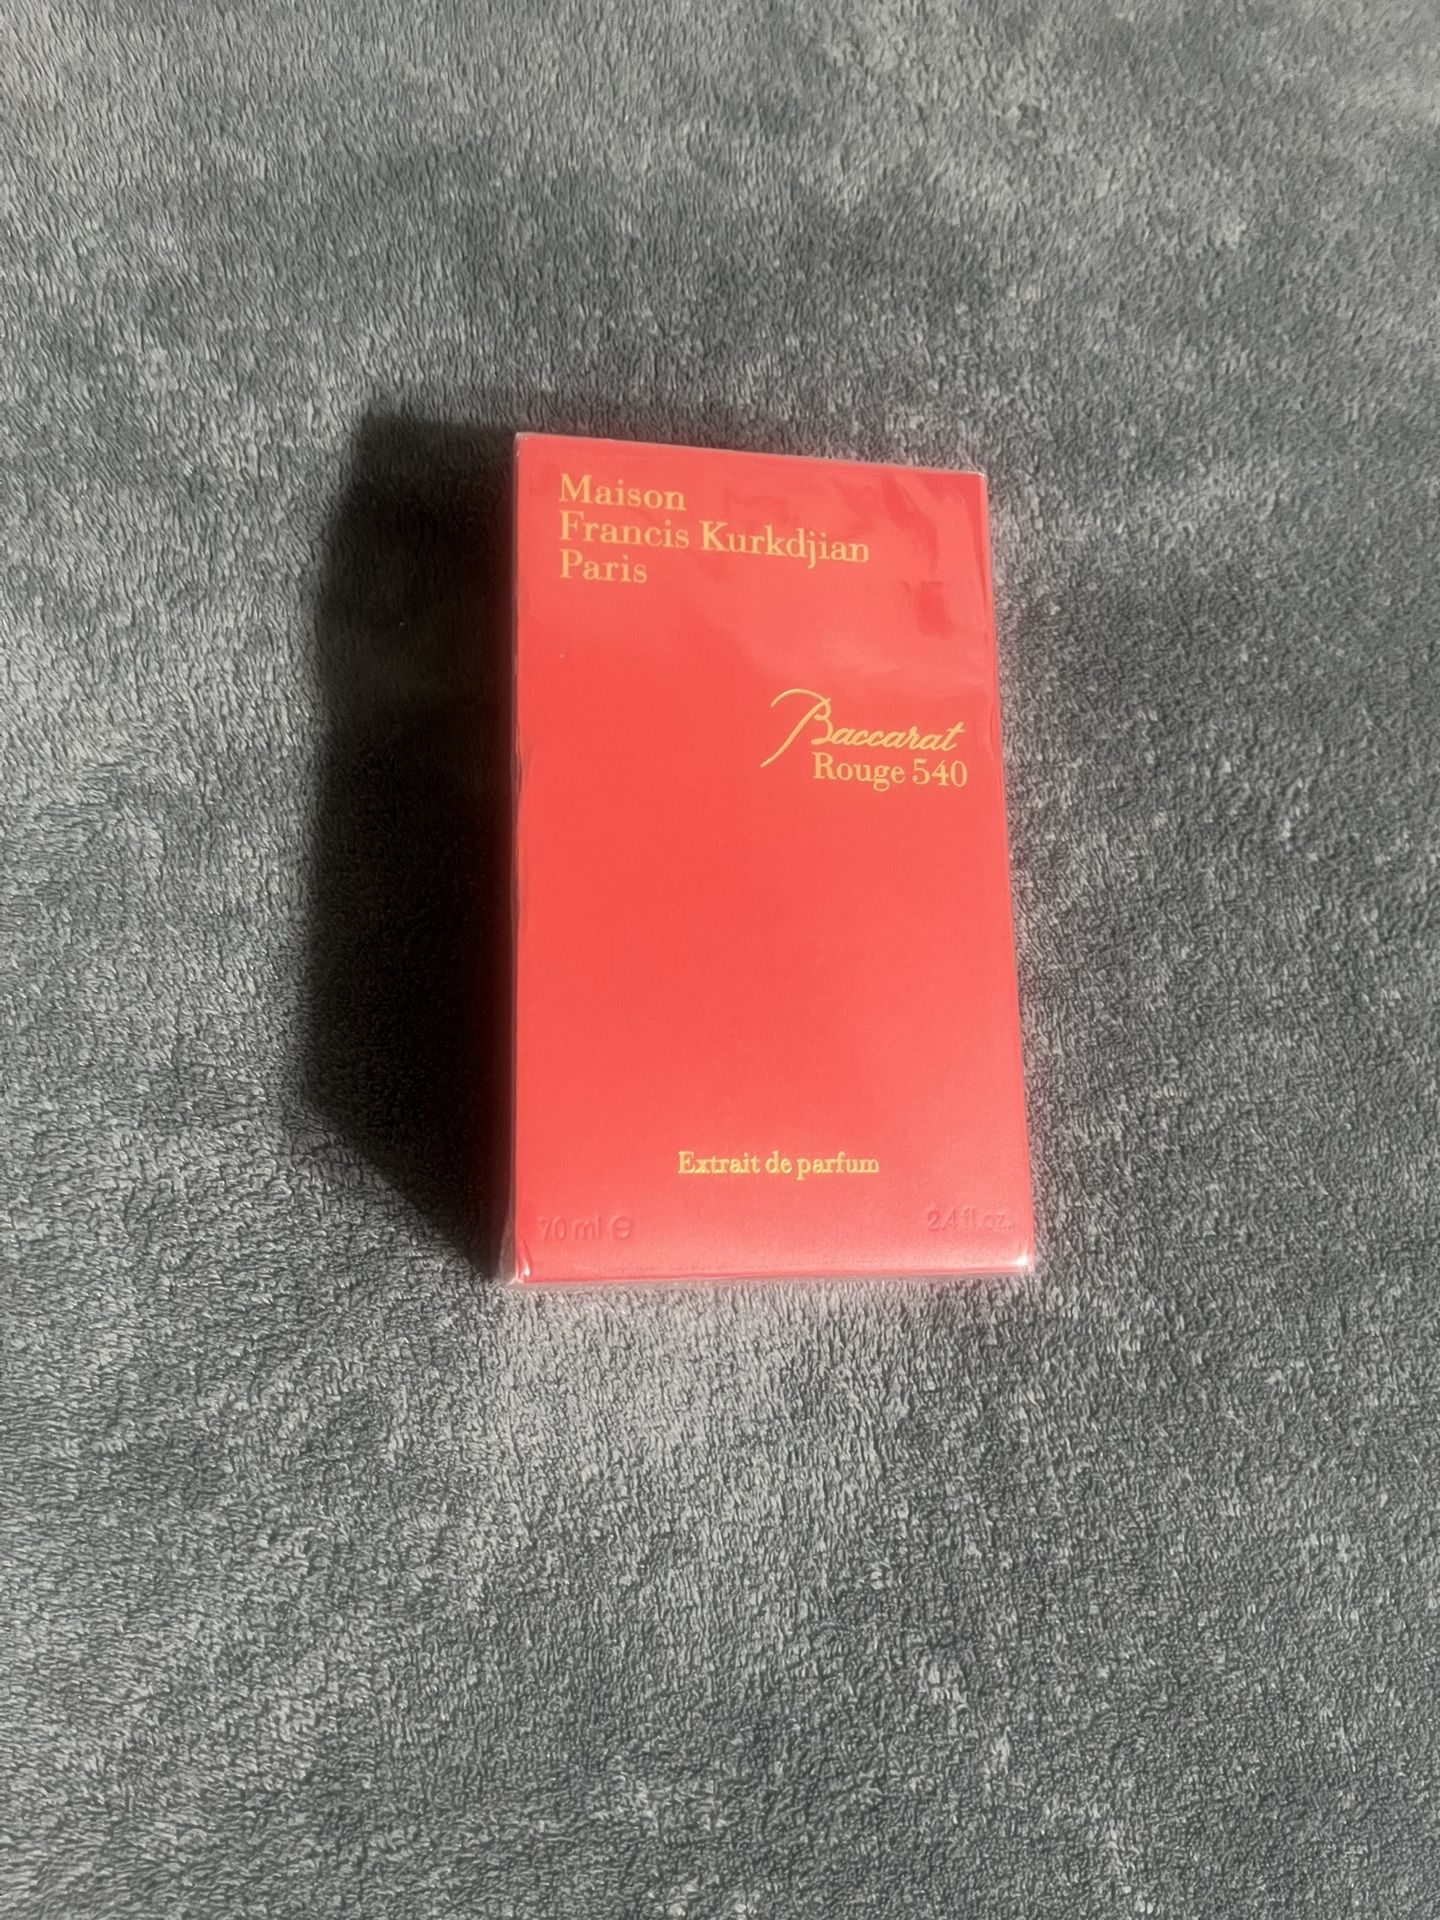 Maison
Francis Kurkdjian
Paris
Baccarat
Rouge 540
Extrait de parfum
70 ml ℮ 2.4 fl oz.